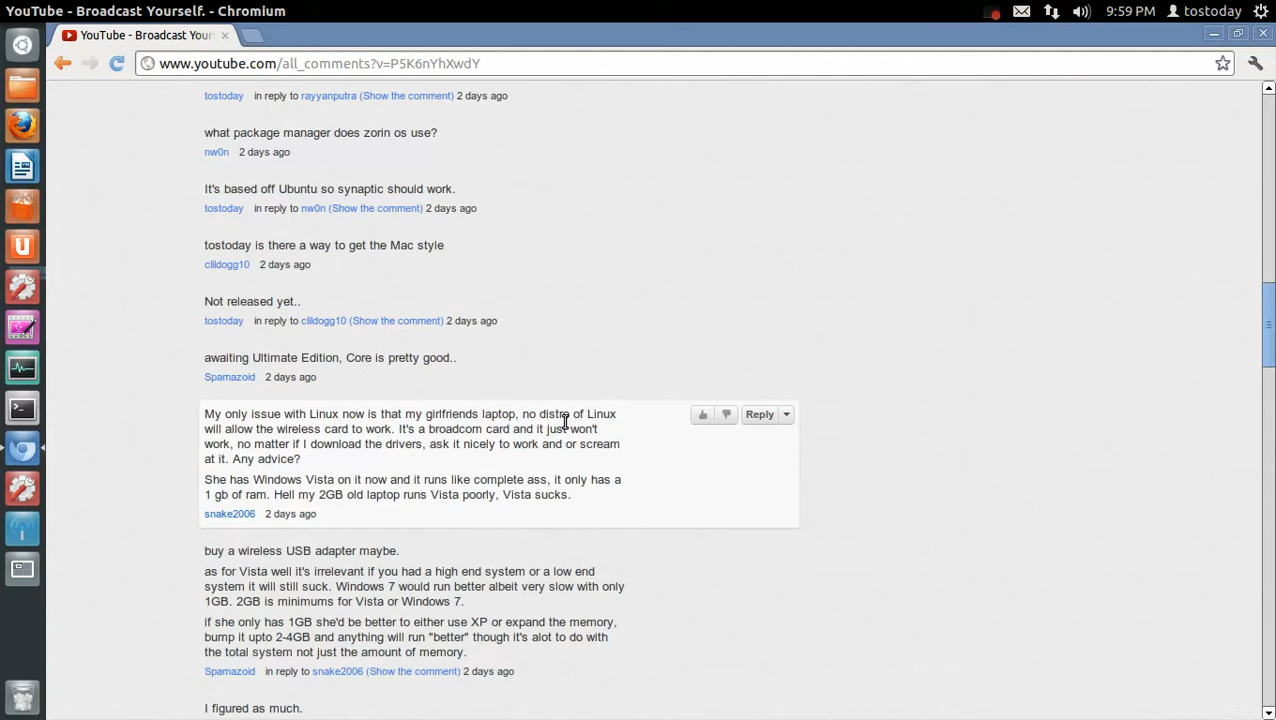 YouTube - Broadcast Yourself. - Chromium
9:59 PM
tostoday
YouTube - Broadcast Your
www.youtube.com/all_comments?v=P5K6nYhXwdY
tostoday in reply to rayyanputra (Show the comment) 2 days ago
what package manager does zorin os use?
nw0n 2 days ago
It's based off Ubuntu so synaptic should work.
tostoday in reply to nw0n (Show the comment) 2 days ago
tostoday is there a way to get the Mac style
clildogg10 2 days ago
Not released yet..
tostoday in reply to clildogg10 (Show the comment) 2 days ago
awaiting Ultimate Edition, Core is pretty good..
Spamazoid 2 days ago
My only issue with Linux now is that my girlfriends laptop, no distro of Linux
will allow the wireless card to work. It's a broadcom card and it just won't
work, no matter if I download the drivers, ask it nicely to work and or scream
at it. Any advice?
Reply
She has Windows Vista on it now and it runs like complete ass, it only has a
1 gb of ram. Hell my 2GB old laptop runs Vista poorly, Vista sucks.
snake2006 2 days ago
buy a wireless USB adapter maybe.
as for Vista well it's irrelevant if you had a high end system or a low end
system it will still suck. Windows 7 would run better albeit very slow with only
1GB. 2GB is minimums for Vista or Windows 7.
if she only has 1GB she'd be better to either use XP or expand the memory,
bump it upto 2-4GB and anything will run "better" though it's alot to do with
the total system not just the amount of memory.
Spamazoid in reply to snake2006 (Show the comment) 2 days ago
I figured as much.